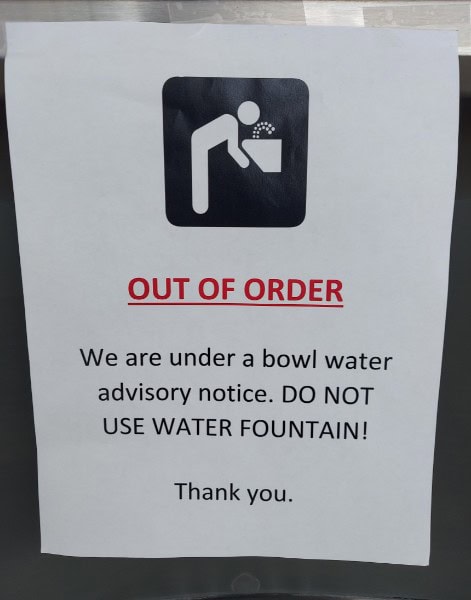 OUT OF ORDER
We are under a bowl water
advisory notice. DO NOT
USE WATER FOUNTAIN!
Thank you.